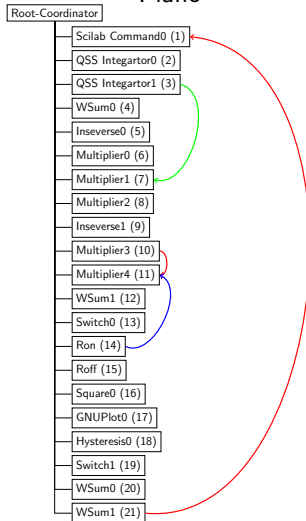 Plano
Root-Coordinator
Scilab Command0 (1)
QSS Integartor0 (2)
QSS Integartor1 (3)
WSum0 (4)
Inseverse0 (5)
Multiplier0 (6)
Multiplier1 (7)
Multiplier2 (8)
Inseverse1 (9)
Multiplier3 (10)
Multiplier4 (11)
WSum1 (12)
Switch0 (13)
Ron (14)
Roff (15)
Square0 (16)
GNUPlot0 (17)
Hysteresis0 (18)
Switch1 (19)
WSum0 (20)
WSum1 (21)